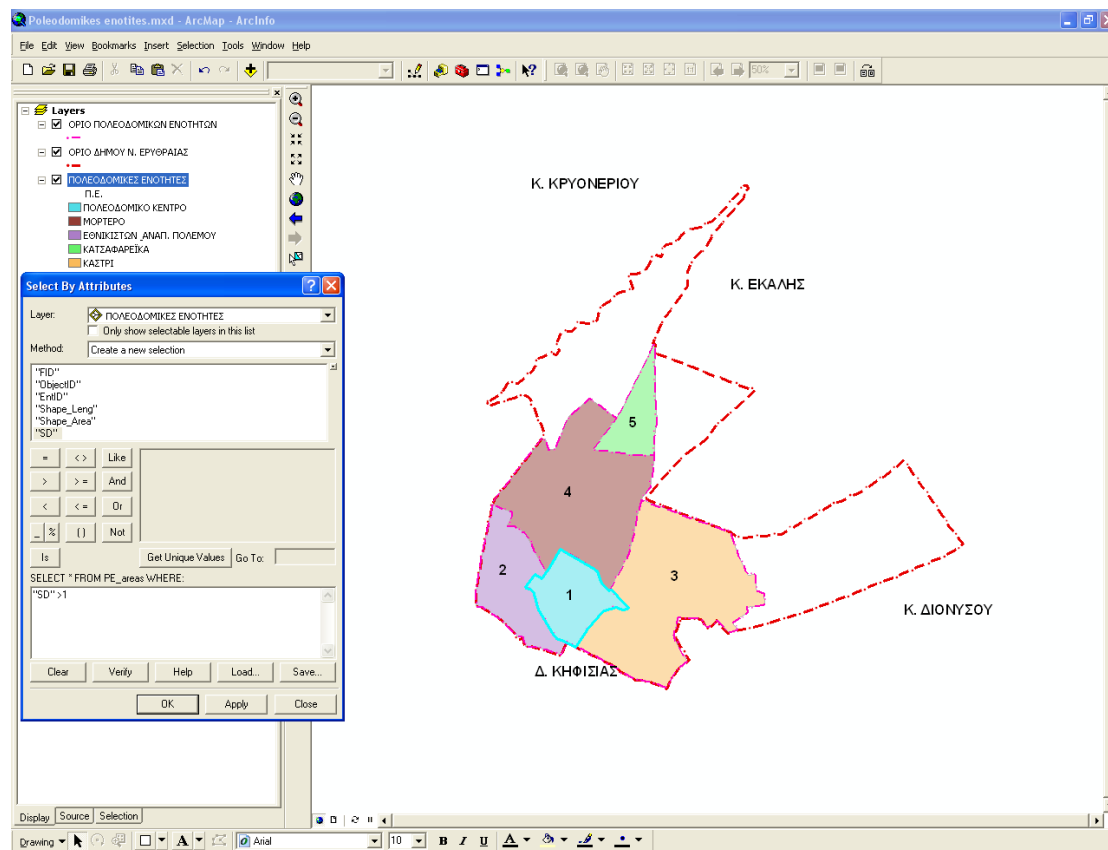 Poleodomikes enotites.mxd - ArcMap - ArcInfo
File Edit View Bookmarks Insert Selection Tools Window Help
50%
Layers
ΟΡΙΟ ΠΟΛΕΟΔΟΜΙΚΩΝ ΕΝΟΤΗΤΩΝ
ΟΡΙΟ ΔΗΜΟΥ Ν. ΕΡΥΘΡΑΙΑΣ
ΠΟΛΕΟΔΟΜΙΚΕΣ ΕΝΟΤΗΤΕΣ
Π.Ε.
ΠΟΛΕΟΔΟΜΙΚΟ ΚΕΝΤΡΟ
ΜΟΡΤΕΡΟ
ΕΘΝΙΚΙΣΤΩΝ_ΑΝΑΠ. ΠΟΛΕΜΟΥ
ΚΑΤΣΑΦΑΡΕΪΚΑ
ΚΑΣΤΡΙ
Select By Attributes
Layer: ΠΟΛΕΟΔΟΜΙΚΕΣ ΕΝΟΤΗΤΕΣ
Only show selectable layers in this list
Method: Create a new selection
"FID"
"ObjectID"
"EntID"
"Shape_Leng"
"Shape_Area"
"SD"
= <> Like
> >= And
< <= Or
_ % () Not
Is Get Unique Values Go To:
SELECT * FROM PE_areas WHERE:
"SD" >1
Clear Verify Help Load... Save...
OK Apply Close
Κ. ΚΡΥΟΝΕΡΙΟΥ
Κ. ΕΚΑΛΗΣ
5
4
2
3
1
Κ. ΔΙΟΝΥΣΟΥ
Δ. ΚΗΦΙΣΙΑΣ
Display Source Selection
Drawing A Arial 10 B I U A